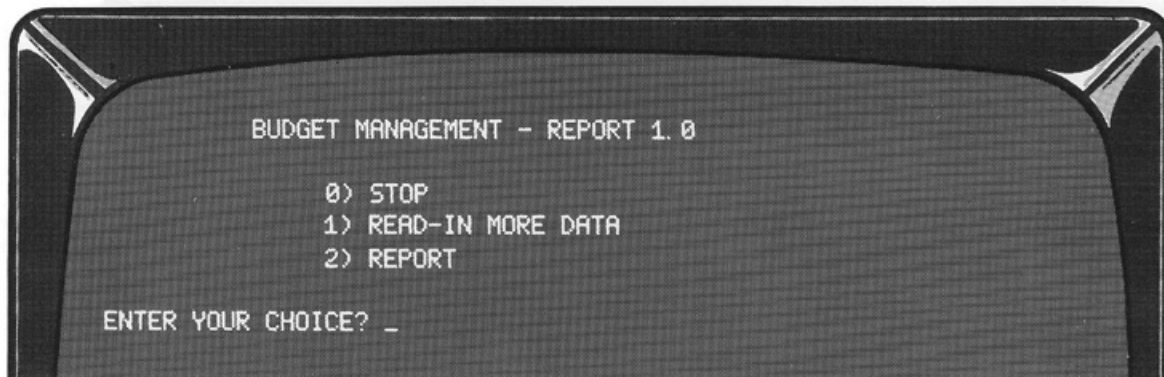 BUDGET MANAGEMENT - REPORT 1.0
0) STOP
1) READ-IN MORE DATA
2) REPORT
ENTER YOUR CHOICE? _